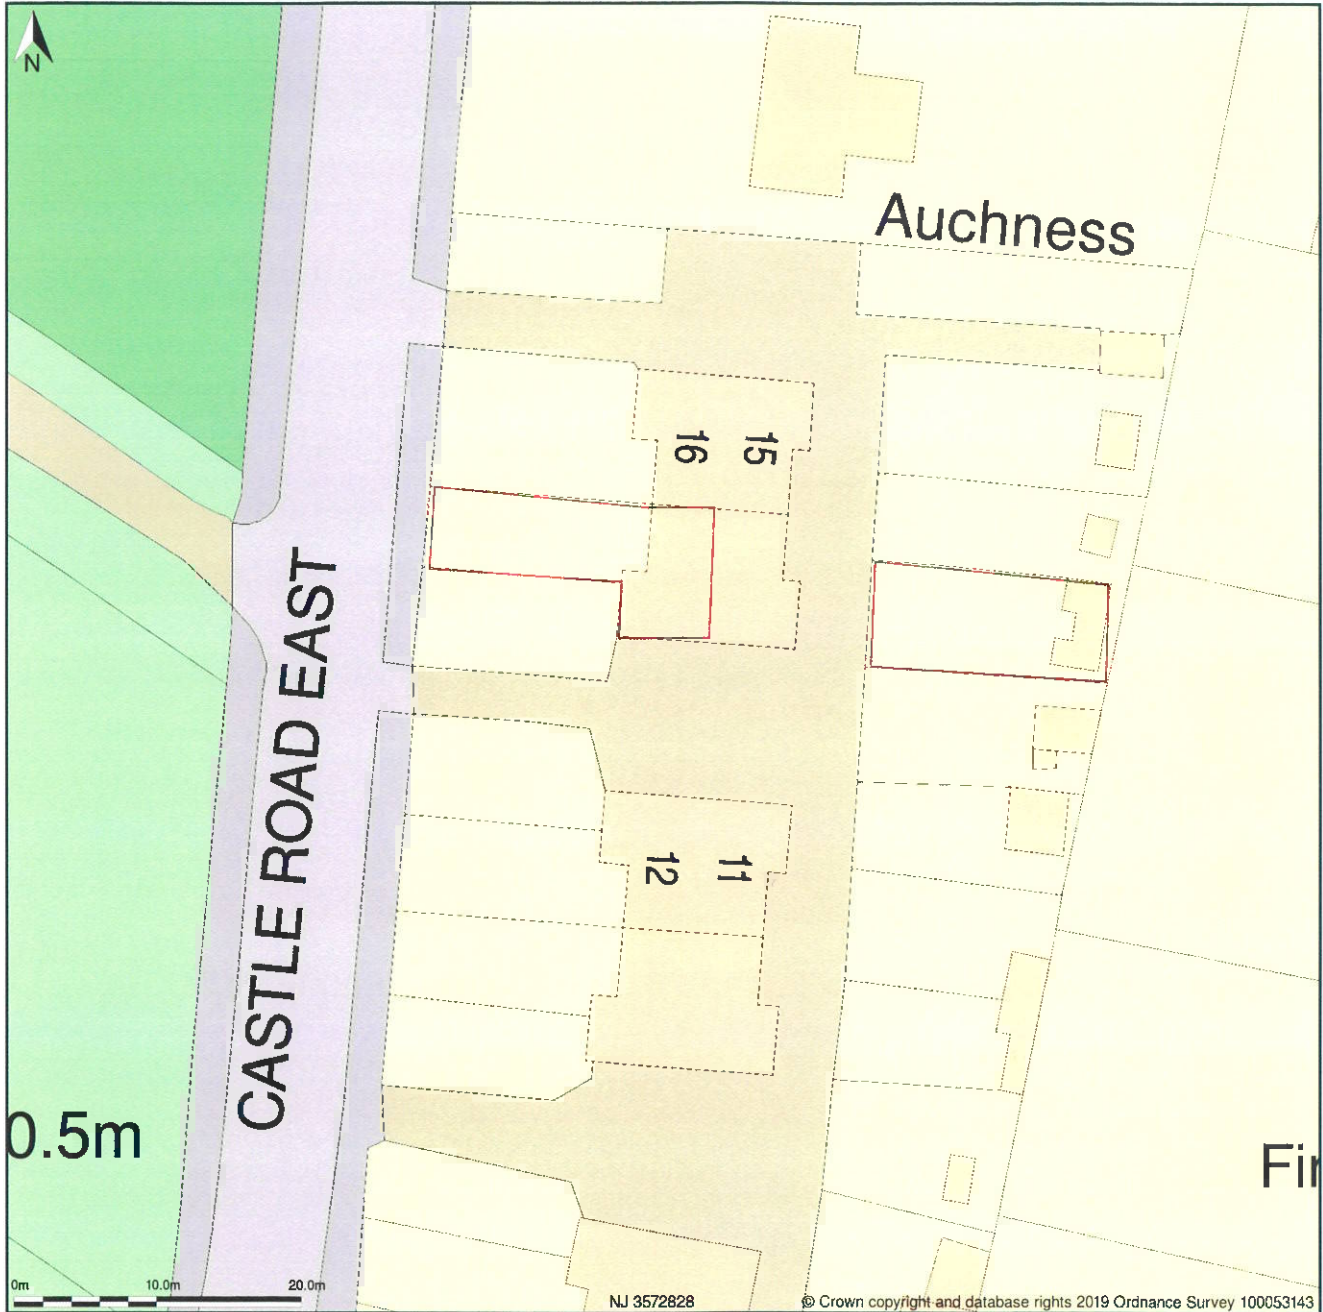 N
Auchness
16
15
CASTLE ROAD EAST
12
11
0.5m
Fir
0m
10.0m
20.0m
NJ 3572828
© Crown copyright and database rights 2019 Ordnance Survey 100053143